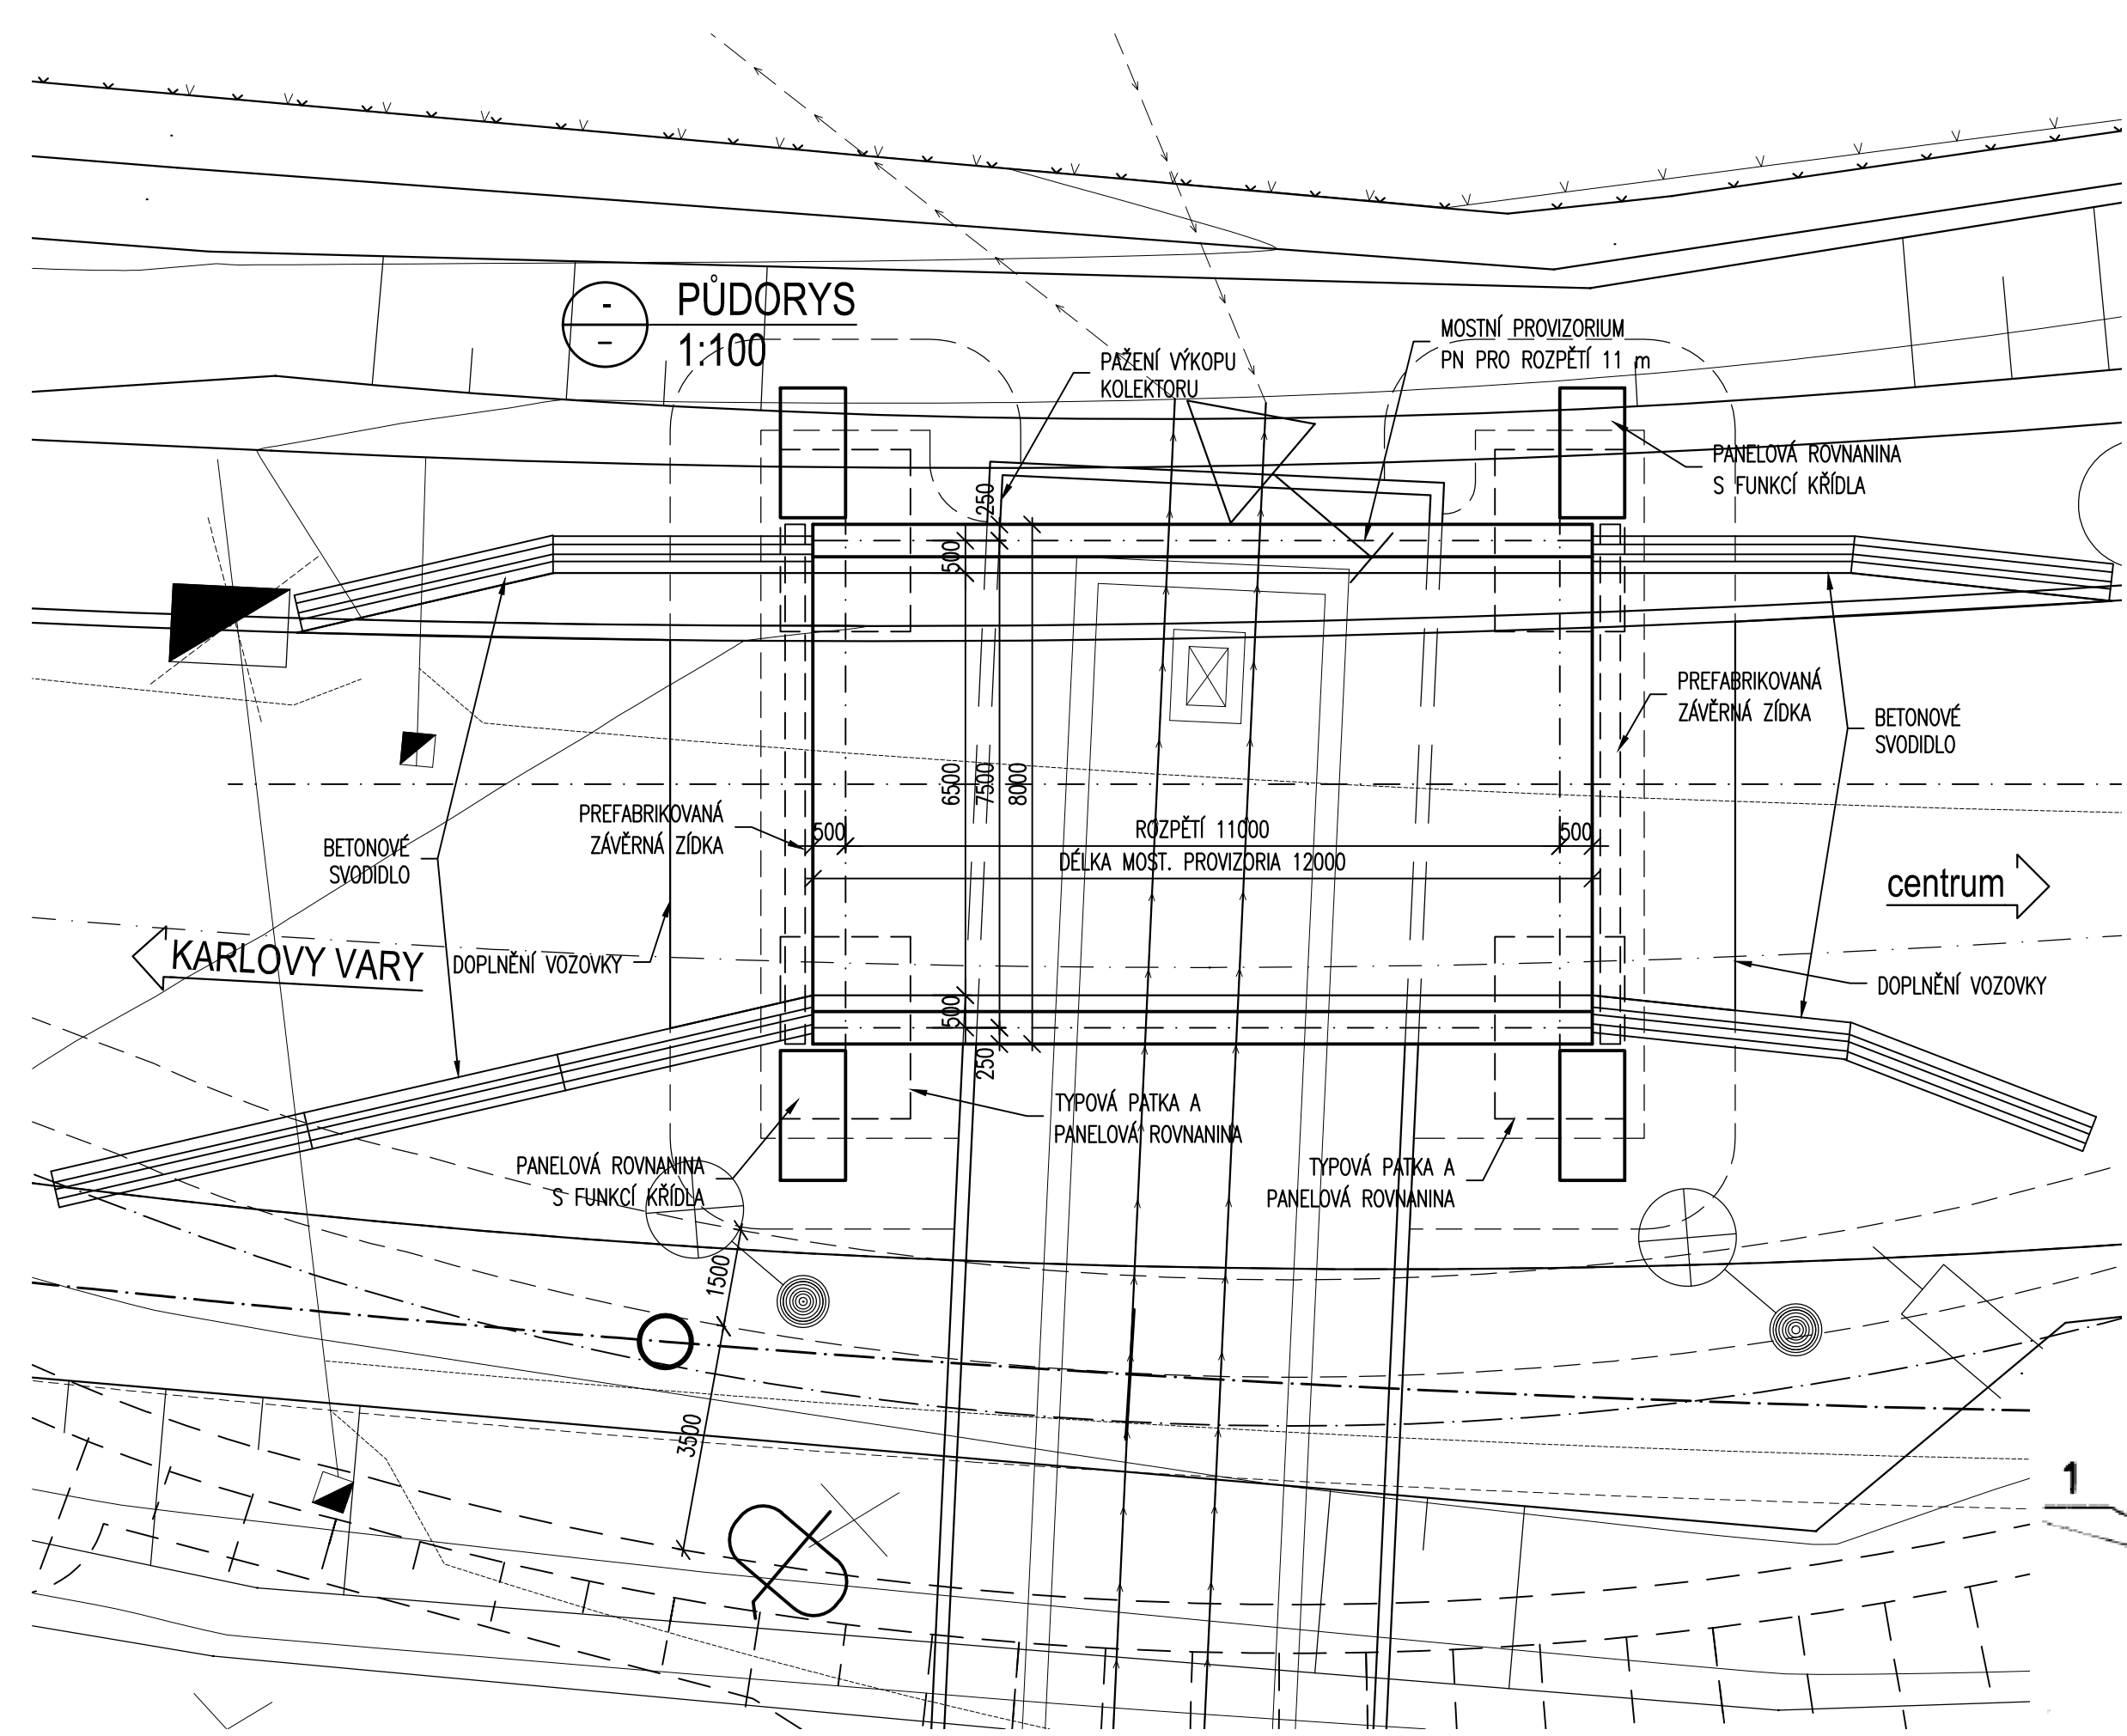 -
PŮDORYS
–
1:100
PAŽENÍ VÝKOPU
KOLEKTORU
MOSTNÍ PROVIZORIUM
PN PRO ROZPĚTÍ 11 m
PANELOVÁ ROVNANINA
S FUNKCÍ KŘÍDLA
250
500
PREFABRIKOVANÁ
ZÁVĚRNÁ ZÍDKA
BETONOVÉ
SVODIDLO
6500
7500
8000
PREFABRIKOVANÁ
ZÁVĚRNÁ ZÍDKA
500
ROZPĚTÍ 11000
500
BETONOVÉ
SVODIDLO
DÉLKA MOST. PROVIZORIA 12000
centrum
KARLOVY VARY
DOPLNĚNÍ VOZOVKY
DOPLNĚNÍ VOZOVKY
500
250
TYPOVÁ PATKA A
PANELOVÁ ROVNANINA
PANELOVÁ ROVNANINA
S FUNKCÍ KŘÍDLA
TYPOVÁ PATKA A
PANELOVÁ ROVNANINA
1500
3500
1